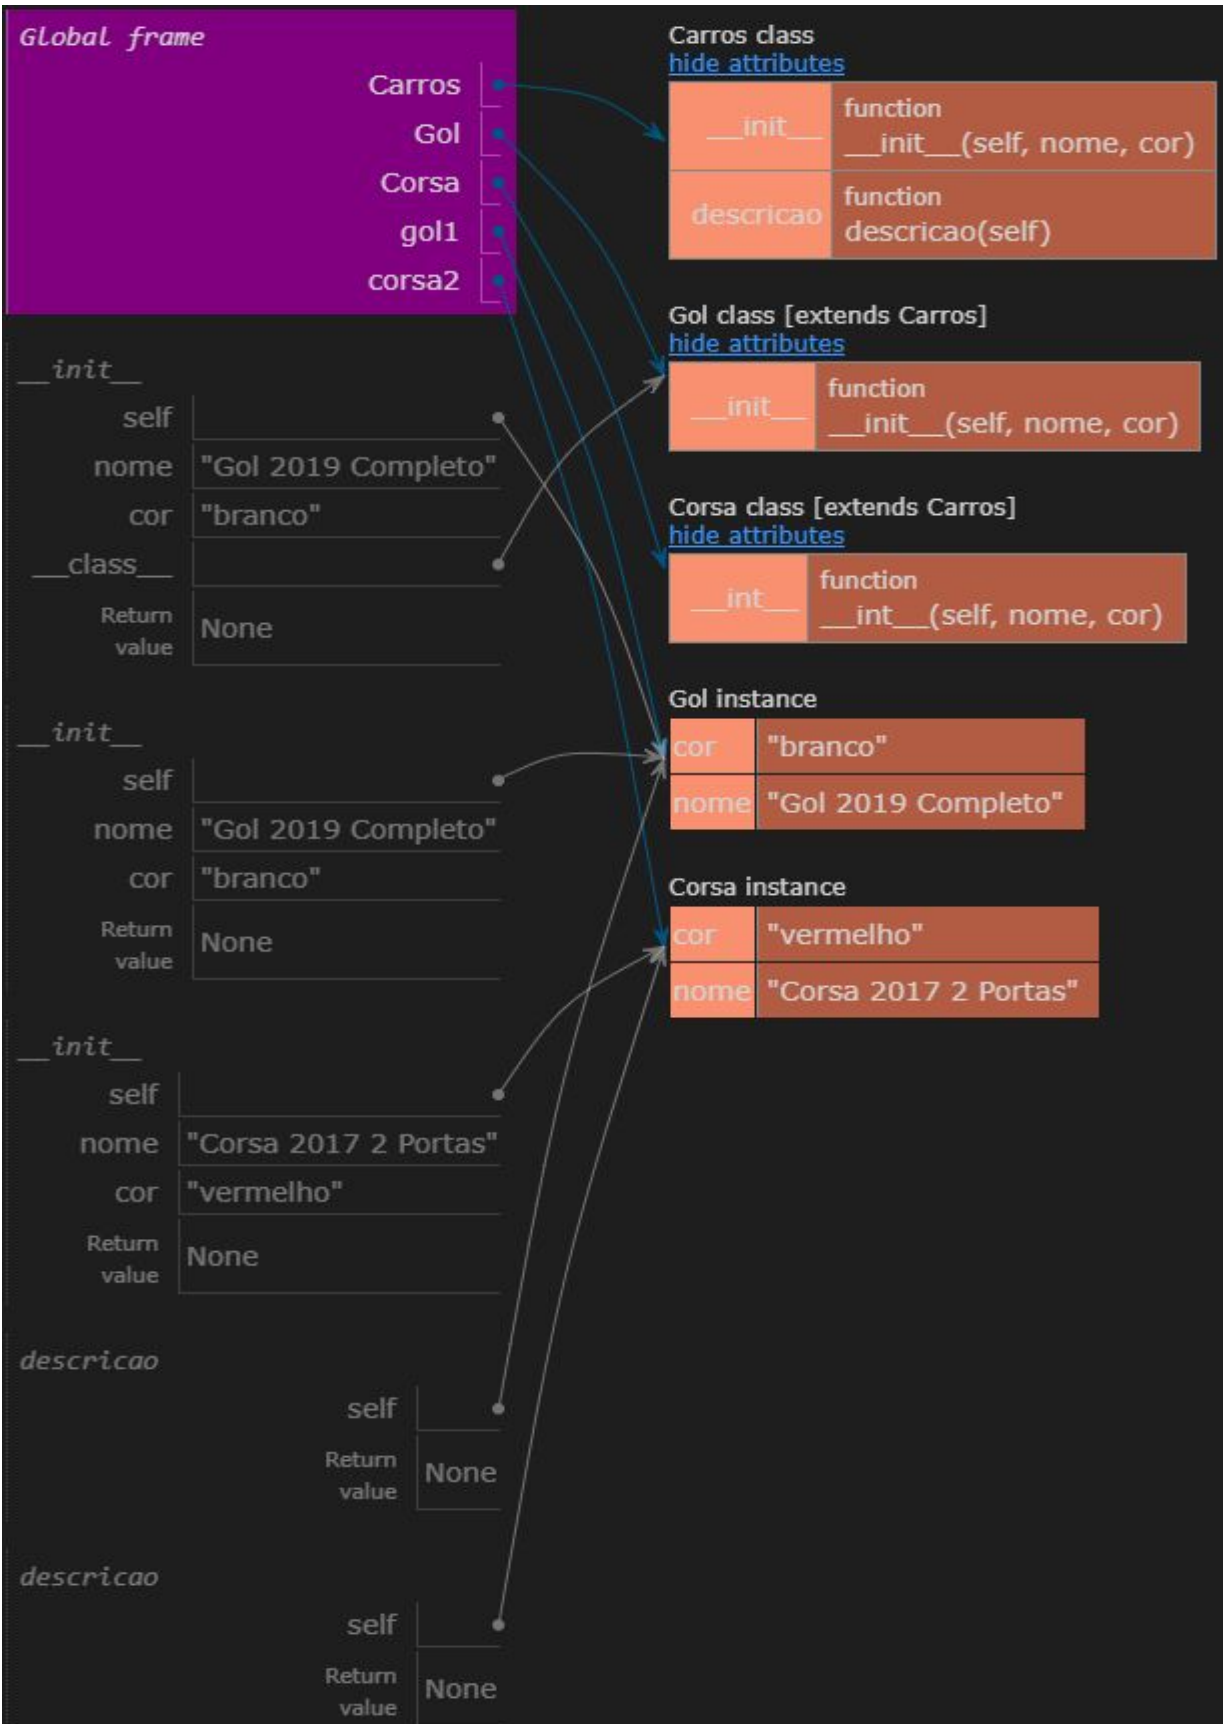 Global frame
Carros
Gol
Corsa
gol1
corsa2
__init__
self
nome "Gol 2019 Completo"
cor "branco"
__class__
Return
value None
__init__
self
nome "Gol 2019 Completo"
cor "branco"
Return
value None
__init__
self
nome "Corsa 2017 2 Portas"
cor "vermelho"
Return
value None
descricao
self
Return
value None
descricao
self
Return
value None
Carros class
hide attributes
__init__ function
__init__(self, nome, cor)
descricao function
descricao(self)
Gol class [extends Carros]
hide attributes
__init__ function
__init__(self, nome, cor)
Corsa class [extends Carros]
hide attributes
__int__ function
__int__(self, nome, cor)
Gol instance
cor "branco"
nome "Gol 2019 Completo"
Corsa instance
cor "vermelho"
nome "Corsa 2017 2 Portas"